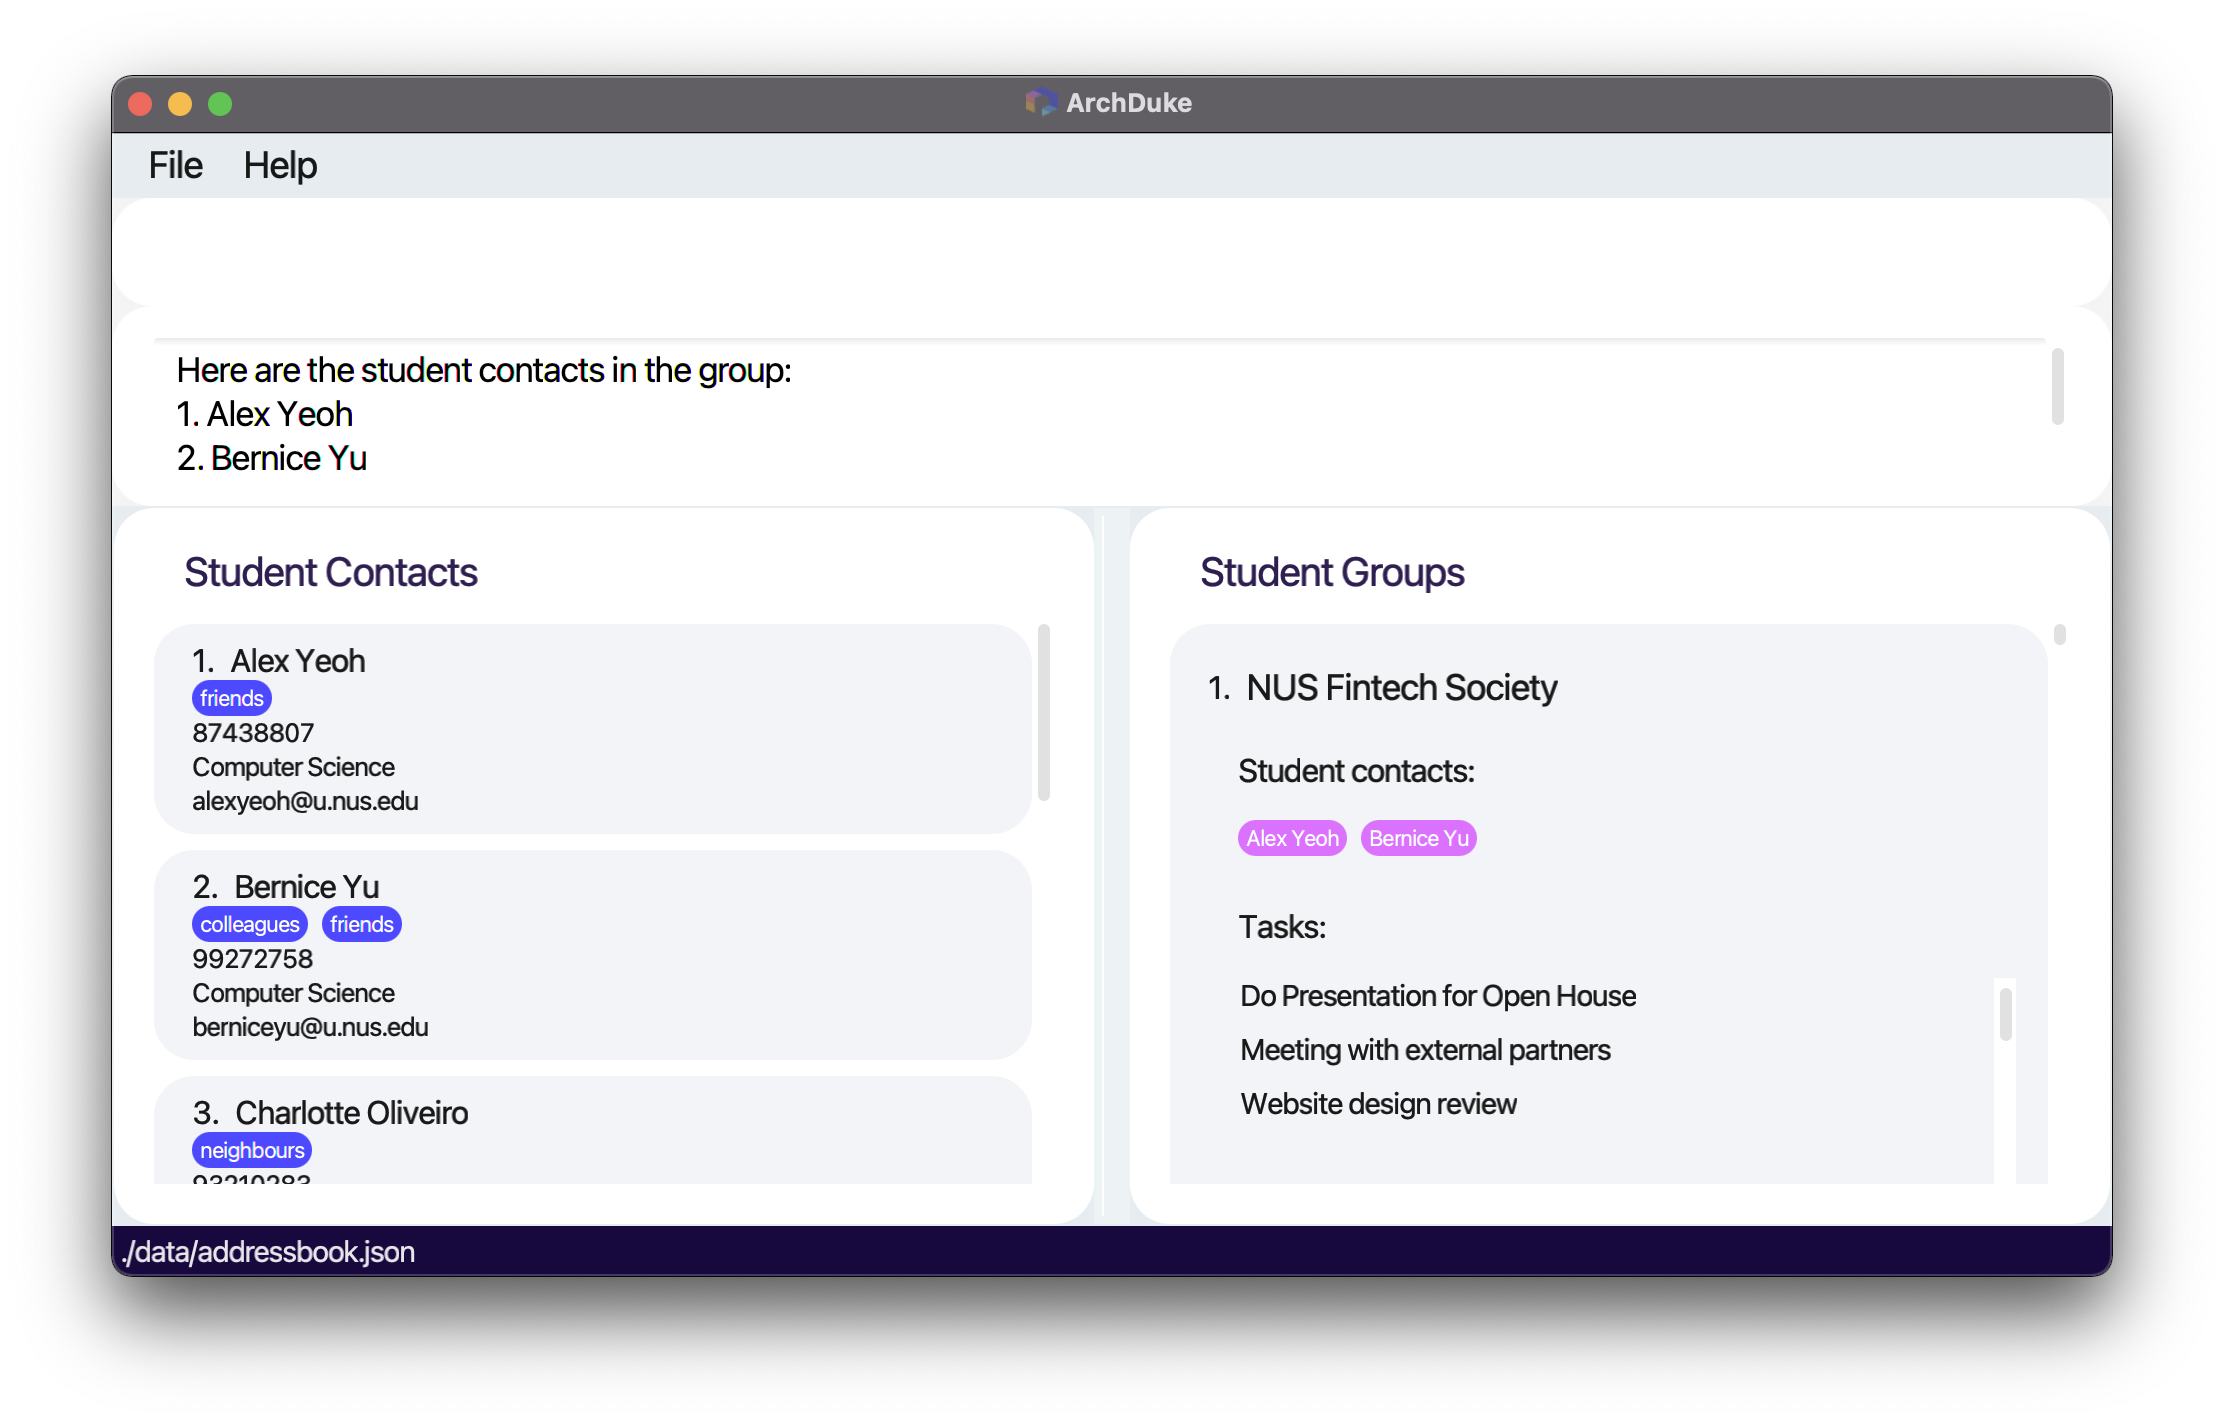 ArchDuke
File Help
Here are the student contacts in the group:
1. Alex Yeoh
2. Bernice Yu
Student Contacts
1. Alex Yeoh
friends
87438807
Computer Science
alexyeoh@u.nus.edu
2. Bernice Yu
colleagues friends
99272758
Computer Science
berniceyu@u.nus.edu
3. Charlotte Oliveiro
neighbours
93210283
Student Groups
1. NUS Fintech Society
Student contacts:
Alex Yeoh Bernice Yu
Tasks:
Do Presentation for Open House
Meeting with external partners
Website design review
./data/addressbook.json